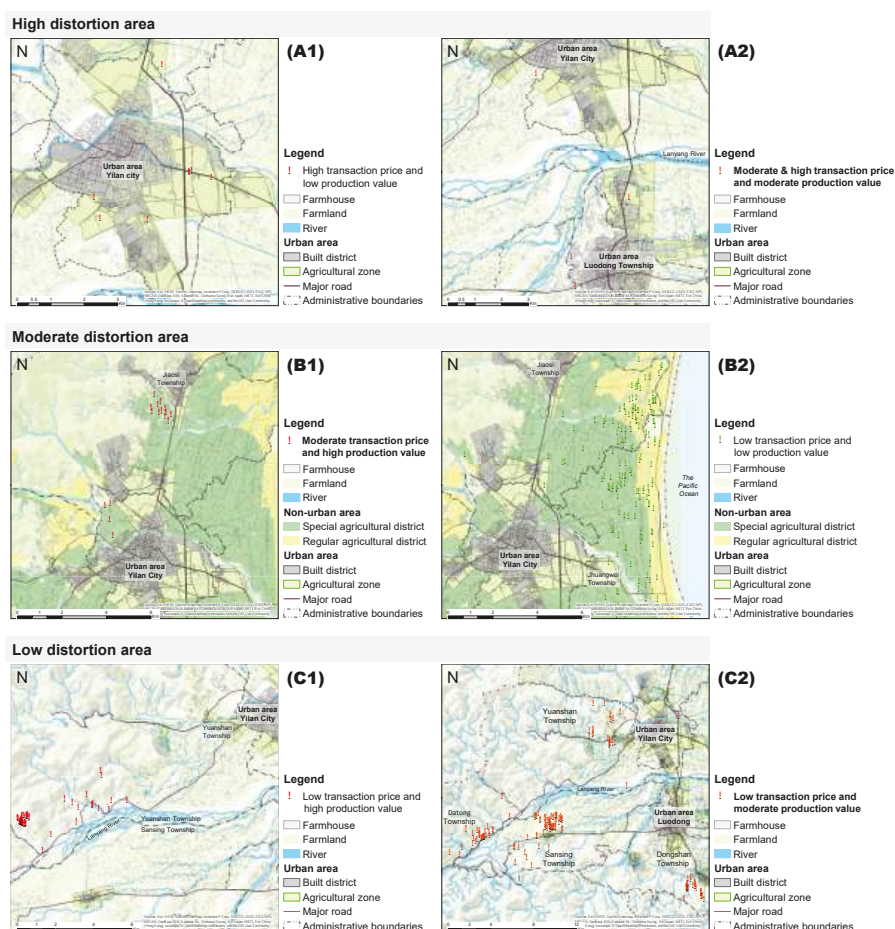 High distortion area
N
Urban area
Yilan city
(A1)
Legend
! High transaction price and
low production value
Farmhouse
Farmland
River
Urban area
Built district
Agricultural zone
Major road
Administrative boundaries
N
Urban area
Yilan City
Lanyang River
Urban area
Luodong Township
(A2)
Legend
! Moderate & high transaction price
and moderate production value
Farmhouse
Farmland
River
Urban area
Built district
Agricultural zone
Major road
Administrative boundaries
Moderate distortion area
N
Jiaosi
Township
Urban area
Yilan City
(B1)
Legend
! Moderate transaction price
and high production value
Farmhouse
Farmland
River
Non-urban area
Special agricultural district
Regular agricultural district
Urban area
Built district
Agricultural zone
Major road
Administrative boundaries
N
Jiaosi
Township
The
Pacific
Ocean
Urban area
Yilan City
Jhuangwei
Township
(B2)
Legend
! Low transaction price and
low production value
Farmhouse
Farmland
River
Non-urban area
Special agricultural district
Regular agricultural district
Urban area
Built district
Agricultural zone
Major road
Administrative boundaries
Low distortion area
N
Urban area
Yilan City
Yuanshan
Township
Lanyang River
Yuanshan Township
Sansing Township
(C1)
Legend
! Low transaction price and
high production value
Farmhouse
Farmland
River
Urban area
Built district
Agricultural zone
Major road
Administrative boundaries
N
Yuanshan
Township
Urban area
Yilan City
Lanyang River
Datong
Township
Urban area
Luodong
Sansing
Township
Dongshan
Township
(C2)
Legend
! Low transaction price and
moderate production value
Farmhouse
Farmland
River
Urban area
Built district
Agricultural zone
Major road
Administrative boundaries